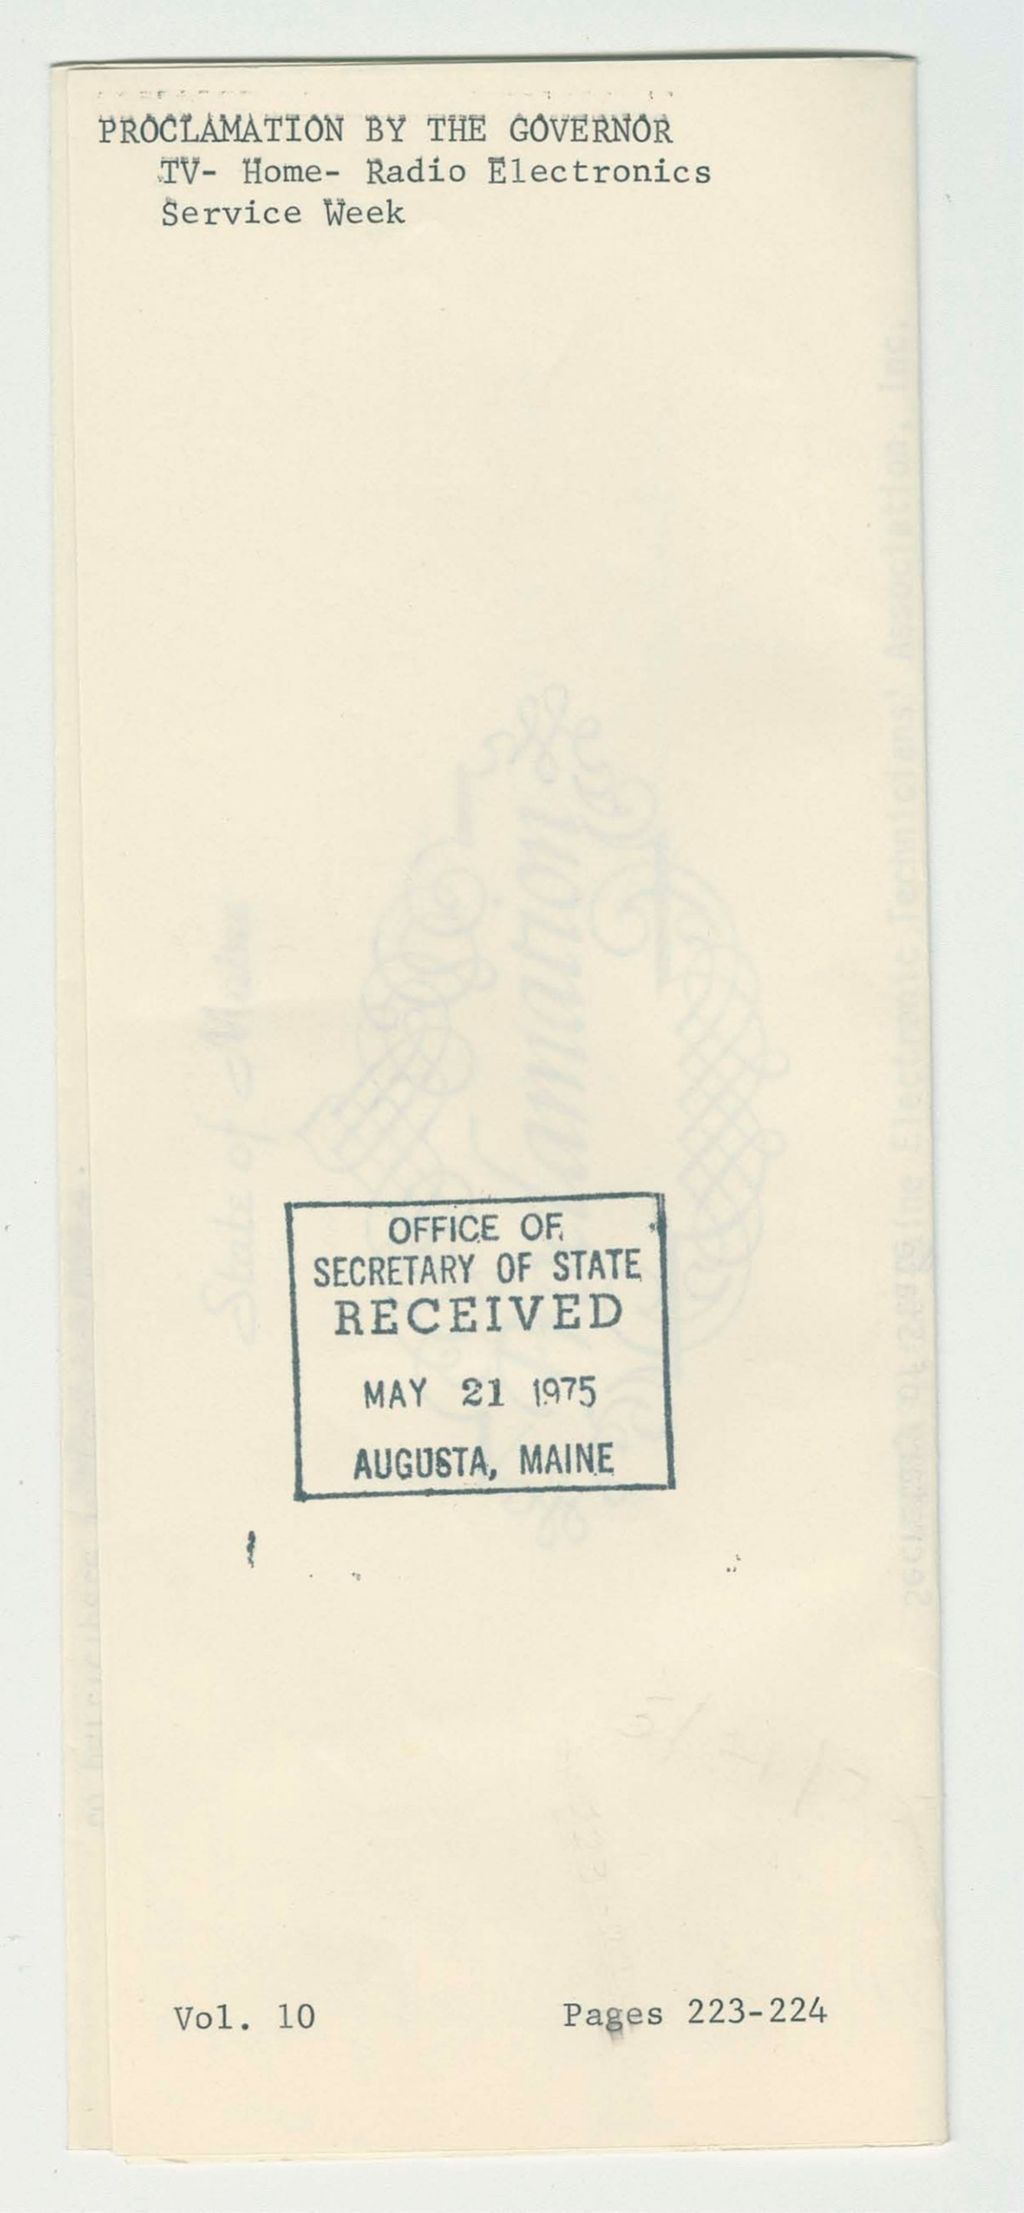 PROCLAMATION BY THE GOVERNOR
TV- Home- Radio Electronics
Service Week
OFFICE OF
SECRETARY OF STATE
RECEIVED
MAY 21 1975
AUGUSTA, MAINE
Vol. 10
Pages 223-224